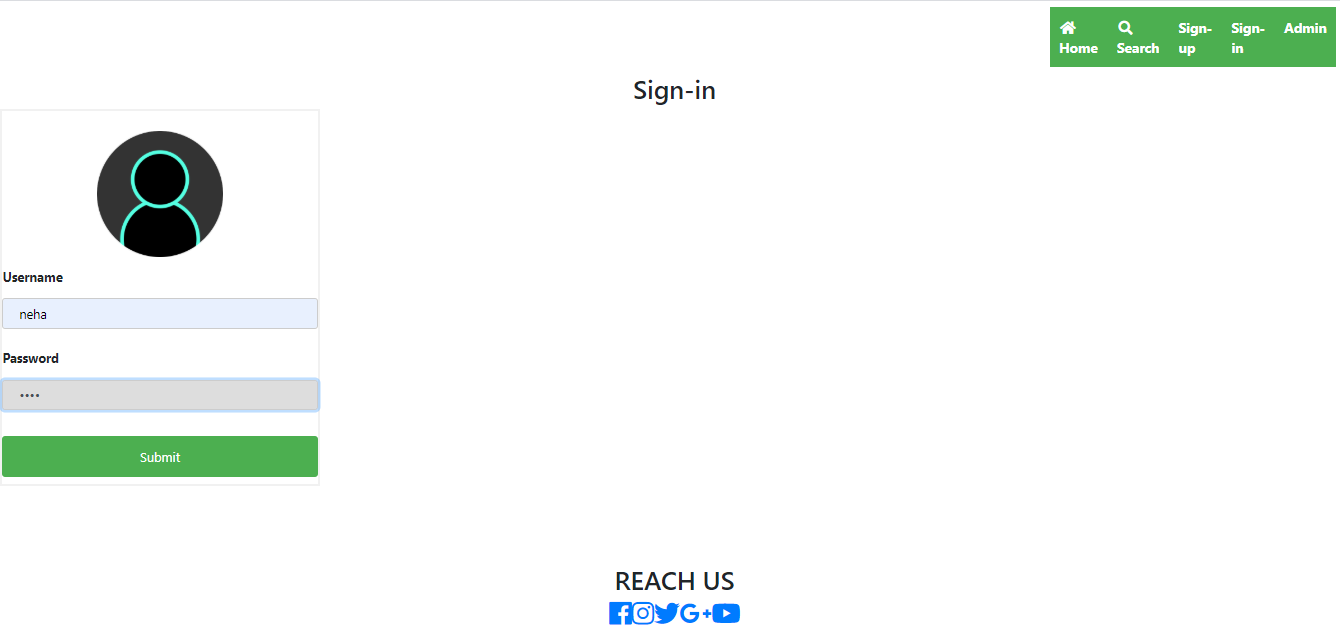 Home
Search
Sign-
up
Sign-
in
Admin
Sign-in
Username
neha
Password
••••
Submit
REACH US